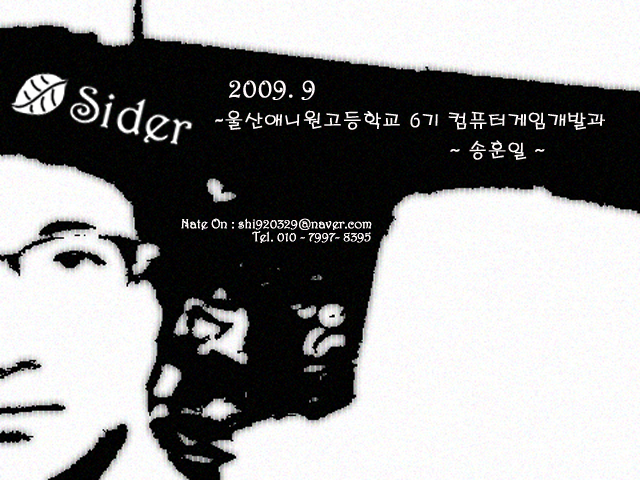 Sider
2009. 9
~울산애니원고등학교 6기 컴퓨터게임개발과
~ 송훈일 ~
Nate On : shi920329@naver.com
Tel. 010 - 7997- 8395